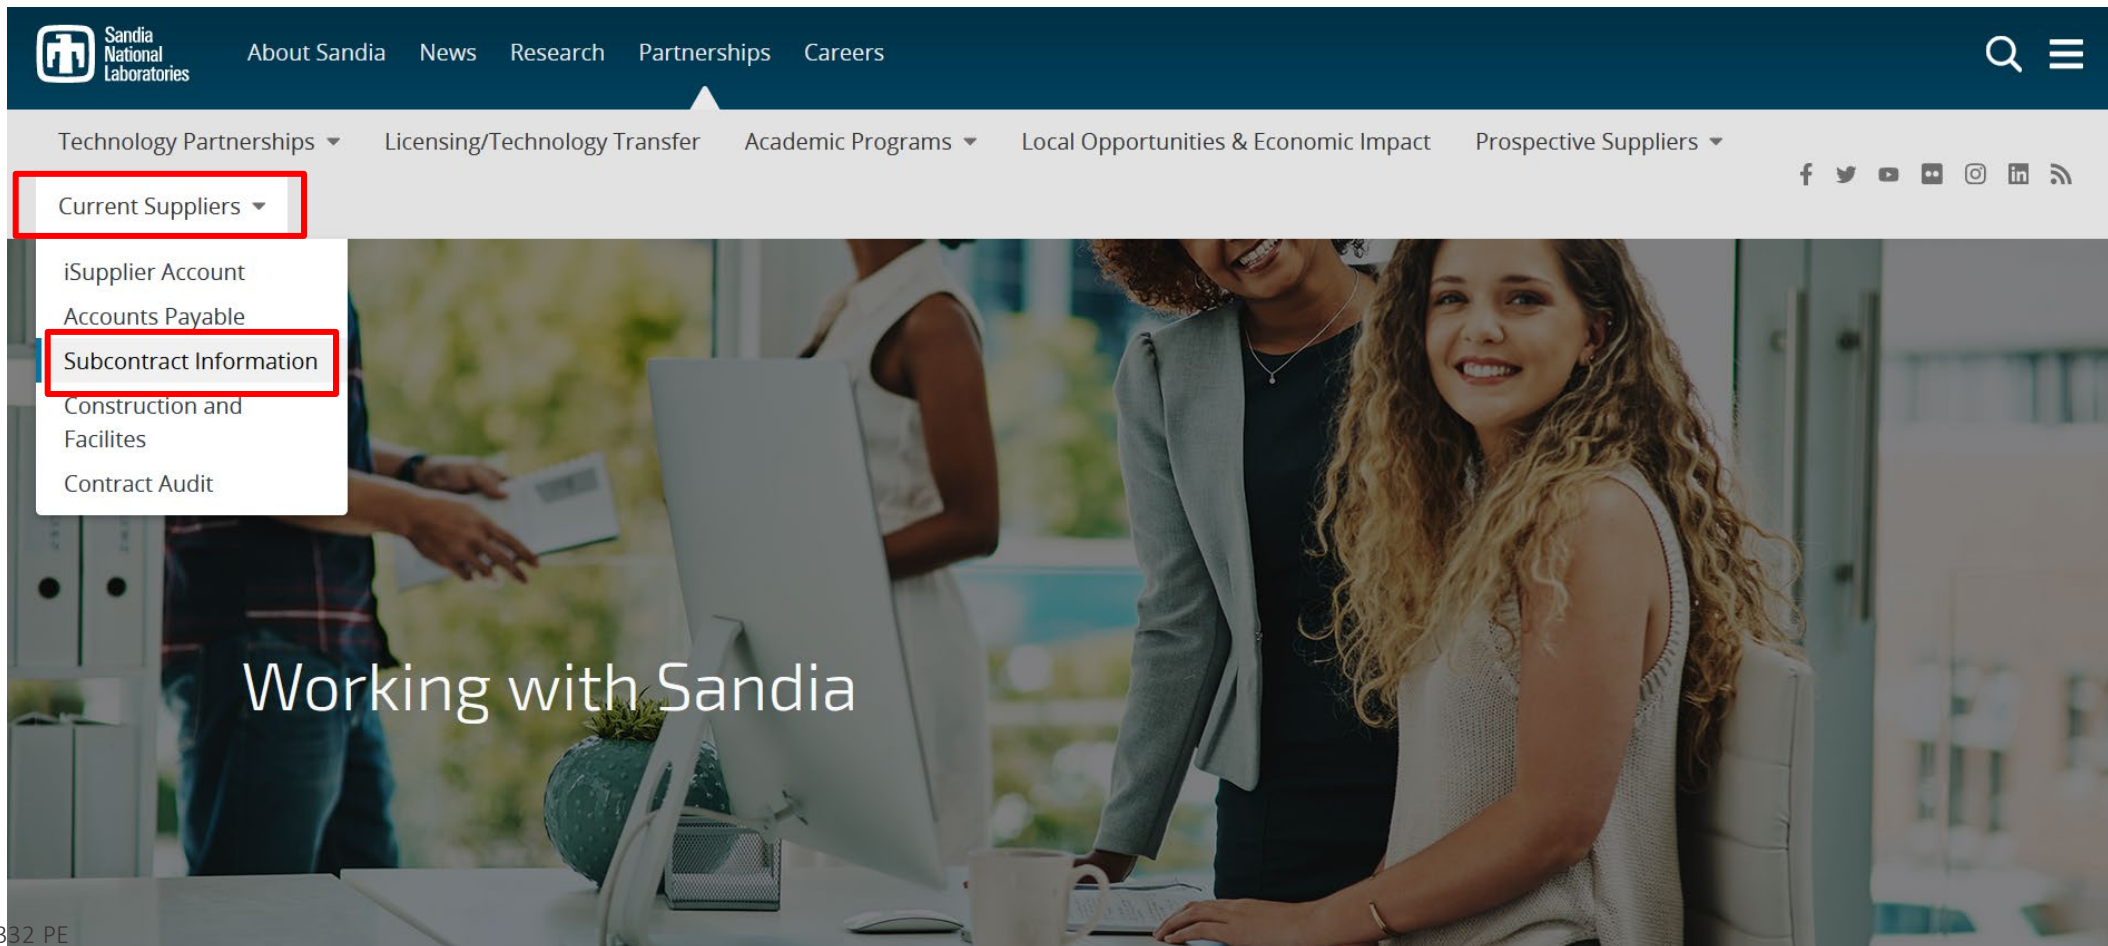 Sandia
National
Laboratories
About Sandia News Research Partnerships Careers
Technology Partnerships Licensing/Technology Transfer Academic Programs Local Opportunities & Economic Impact Prospective Suppliers
Current Suppliers
iSupplier Account
Accounts Payable
Subcontract Information
Construction and
Facilites
Contract Audit
Working with Sandia
332 PE